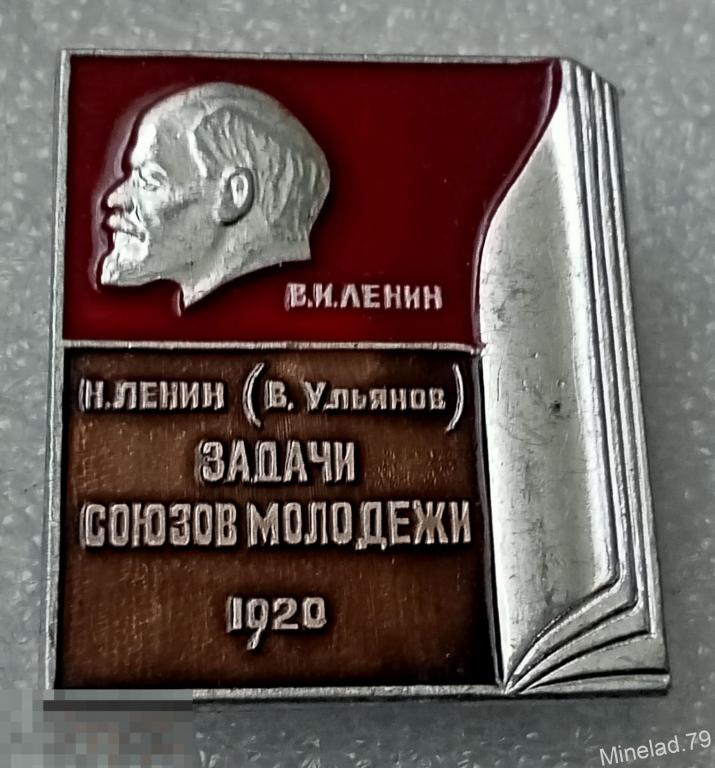 В.И.ЛЕНИН
Н.ЛЕНИН (В. УЛЬЯНОВ)
ЗАДАЧИ
СОЮЗОВ МОЛОДЕЖИ
1920
Minelad.79